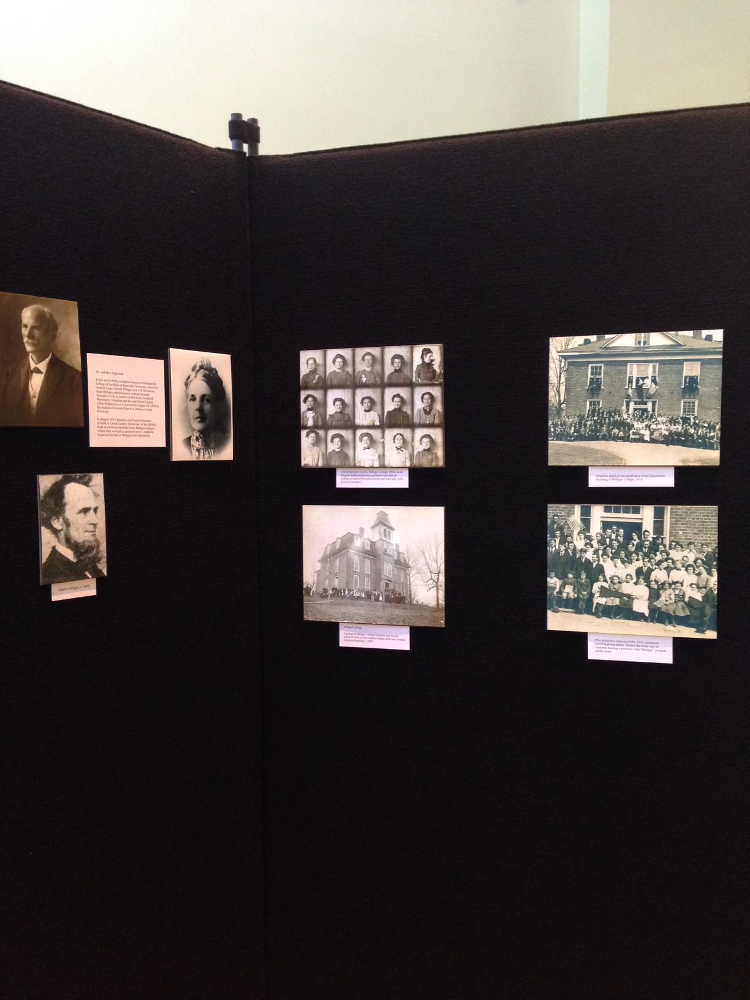 Mr. and Mrs. Hopwood
In the early 1870s, Josephus Hopwood attended the
College of the Bible at Kentucky University, where he
studied under Robert Milligan and J. W. McGarvey.
Both Milligan and McGarvey were prominent
Disciples of Christ leaders of the Stone-Campbell
Movement. Josephus and his wife Sarah Eleanor
LaRue Hopwood were married on August 19, 1874 in
the Antioch Christian Church in Oldham County,
Kentucky.
In August 1875, Josephus and Sarah Hopwood
arrived in Carter County, Tennessee, at the Buffalo
Male and Female Institute (now Milligan College),
where they worked as administrators. Josephus
Hopwood served as Milligan's first president.
Robert Milligan, c. 1865.
School pictures of girls, Milligan College, 1898. Sarah
Eleanor LaRue Hopwood, professor and wife of
College president Josephus Hopwood, top right (with
bird on shoulder).
Milligan College
A group of Milligan College students and faculty
stand in front of the original Buffalo Male and Female
Institute building, c. 1897.
Students stand at the south face of the Classroom
Building at Milligan College, 1910.
This photo is a close up of the 1910 classroom
building group photo. Notice the front row of
students holding a pennant with "Milligan" printed
on the front.